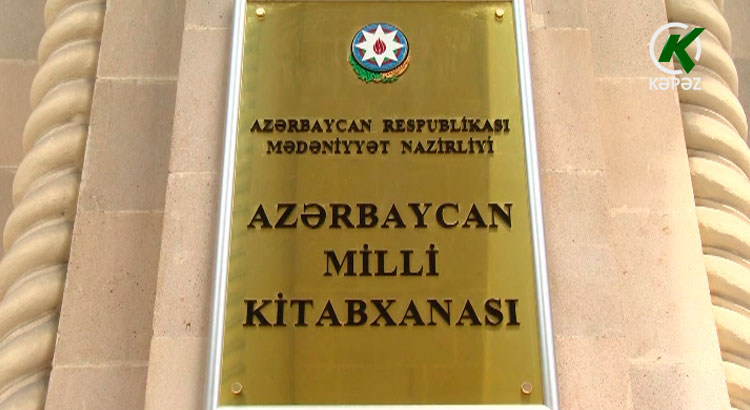 KƏPƏZ
AZƏRBAYCAN RESPUBLİKASI
MƏDƏNİYYƏT NAZİRLİYİ
AZƏRBAYCAN
MİLLİ
KİTABXANASI